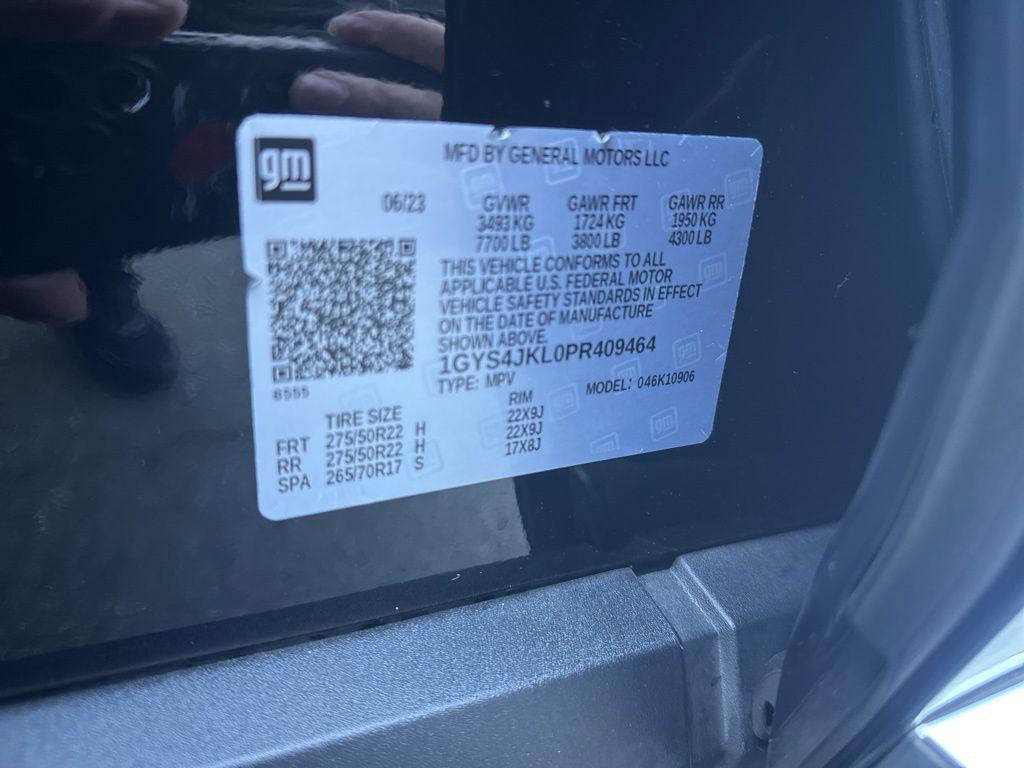 gm
MFD BY GENERAL MOTORS LLC
06/23 GVWR GAWR FRT GAWR RR
3493 KG 1724 KG 1950 KG
7700 LB 3800 LB 4300 LB
THIS VEHICLE CONFORMS TO ALL
APPLICABLE U.S. FEDERAL MOTOR
VEHICLE SAFETY STANDARDS IN EFFECT
ON THE DATE OF MANUFACTURE
SHOWN ABOVE.
1GYS4JKL0PR409464
TYPE: MPV MODEL: 046K10906
8555
TIRE SIZE RIM
FRT 275/50R22 H 22X9J
RR 275/50R22 H 22X9J
SPA 265/70R17 S 17X8J